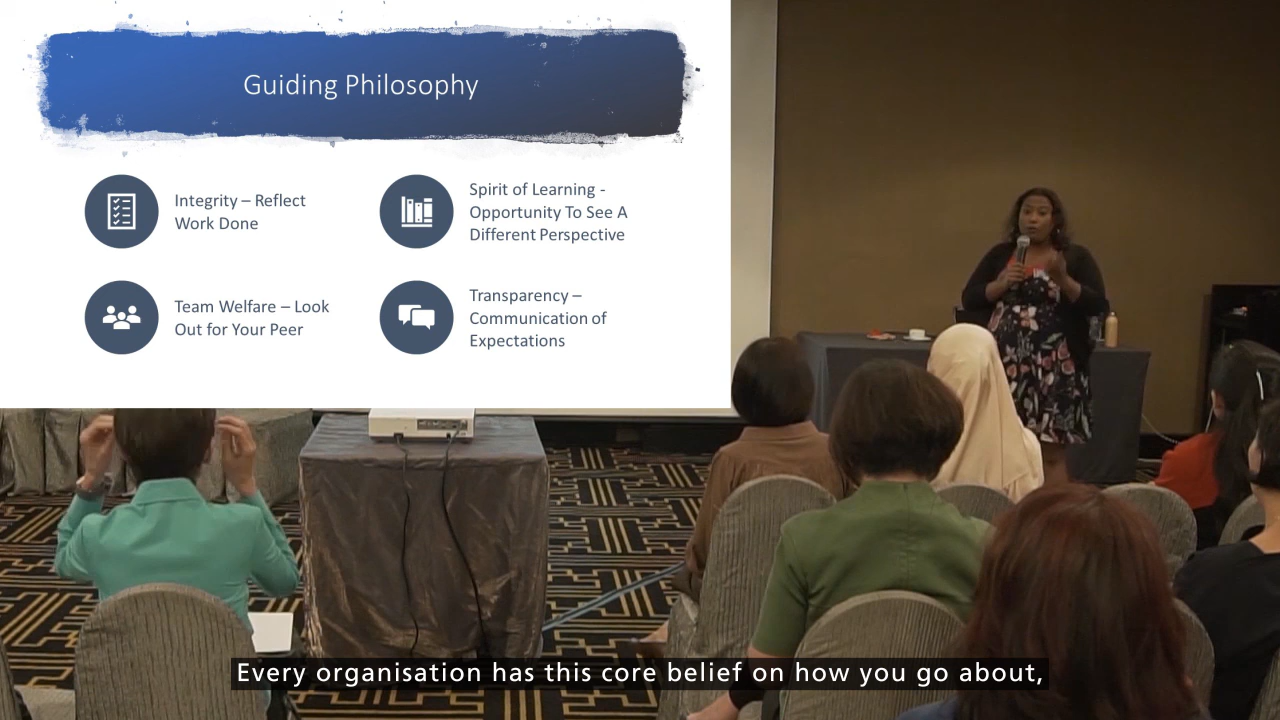 Guiding Philosophy
Integrity – Reflect
Work Done
Spirit of Learning -
Opportunity To See A
Different Perspective
Team Welfare – Look
Out for Your Peer
Transparency –
Communication of
Expectations
Every organisation has this core belief on how you go about,